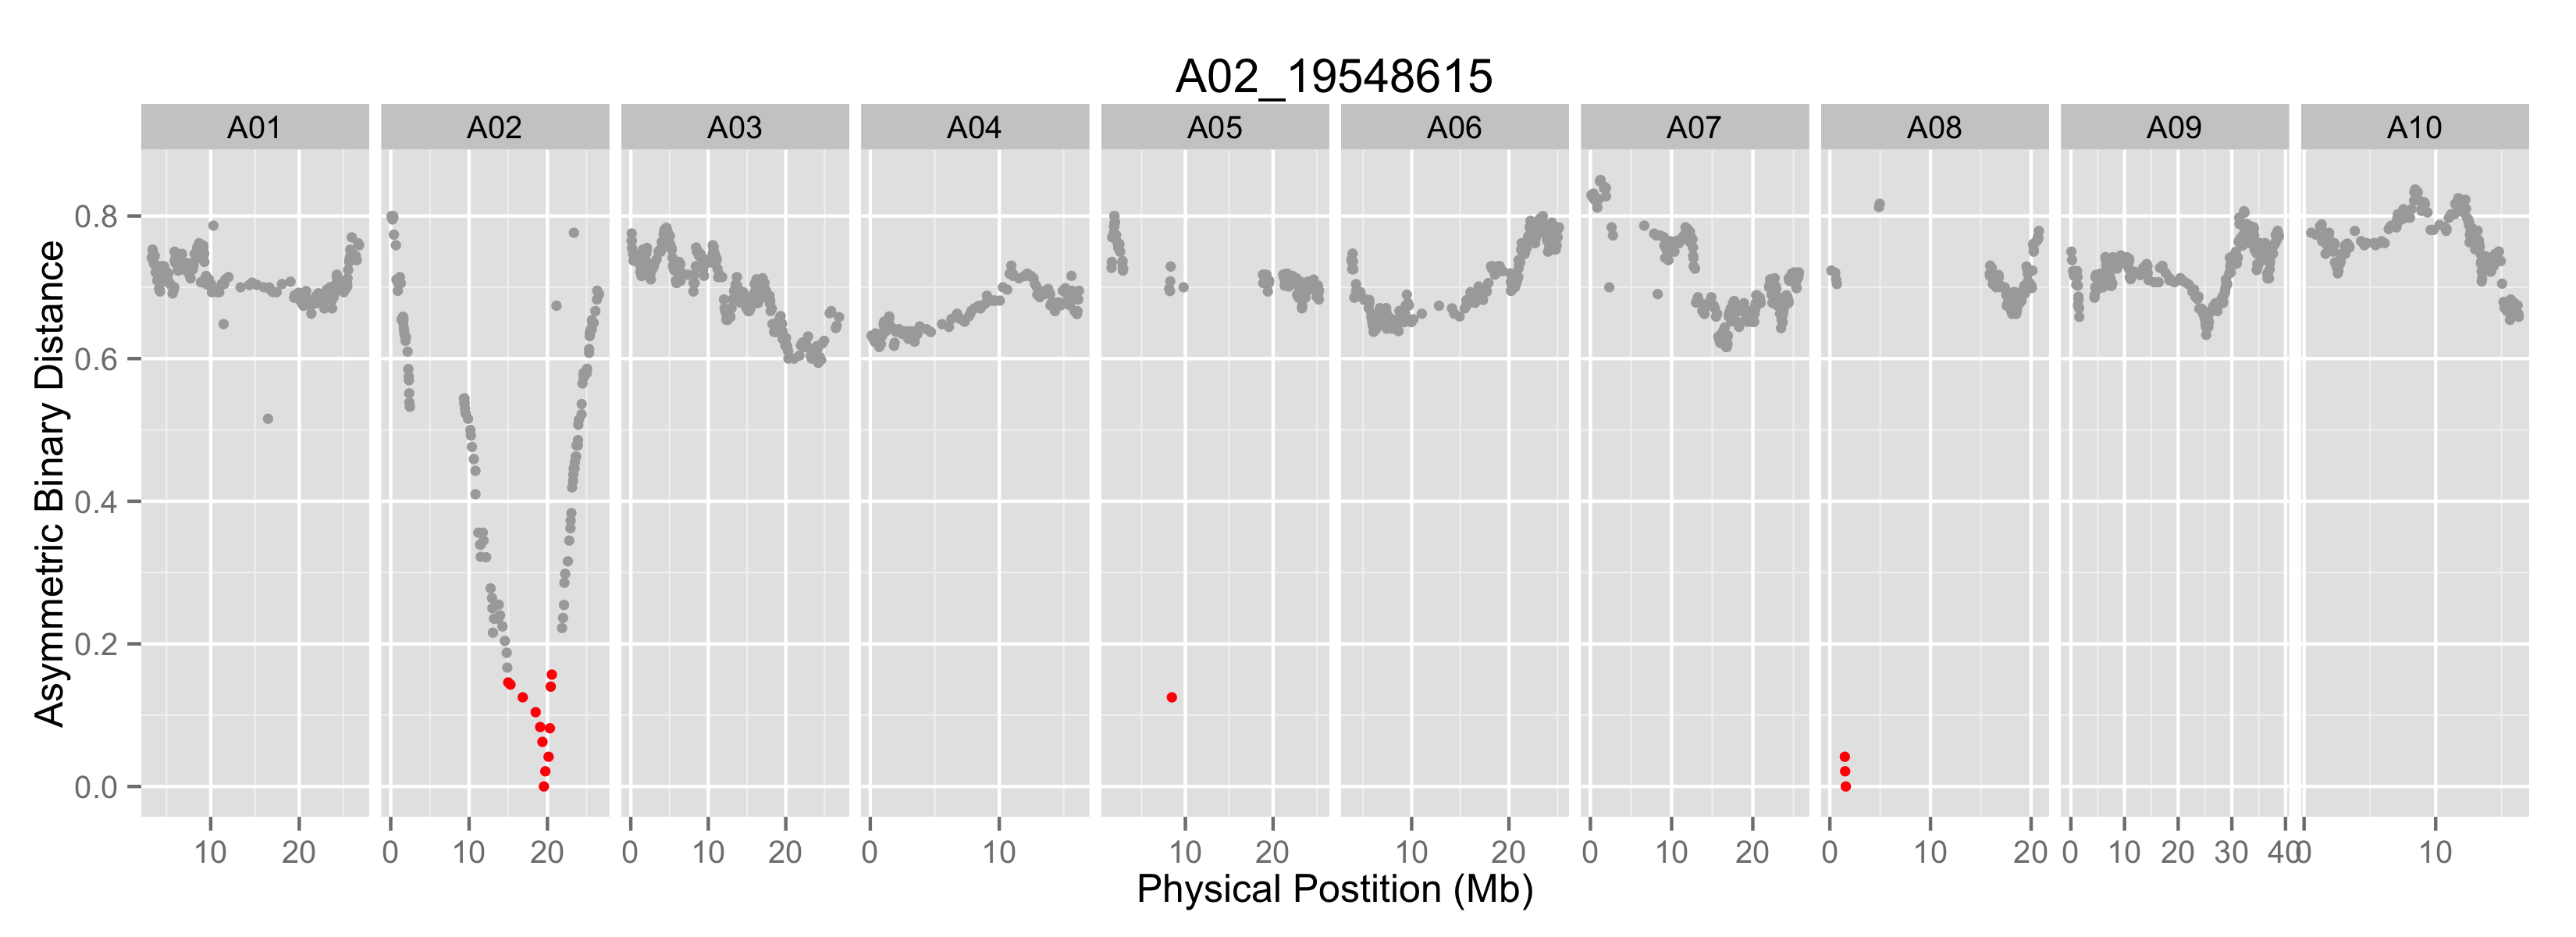 A02_19548615
A01 A02 A03 A04 A05 A06 A07 A08 A09 A10
Asymmetric Binary Distance
0.8
0.6
0.4
0.2
0.0
10 20 0 10 20 0 10 20 0 10 10 20 10 20 0 10 20 0 10 20 0 10 20 30 40 0 10
Physical Postition (Mb)